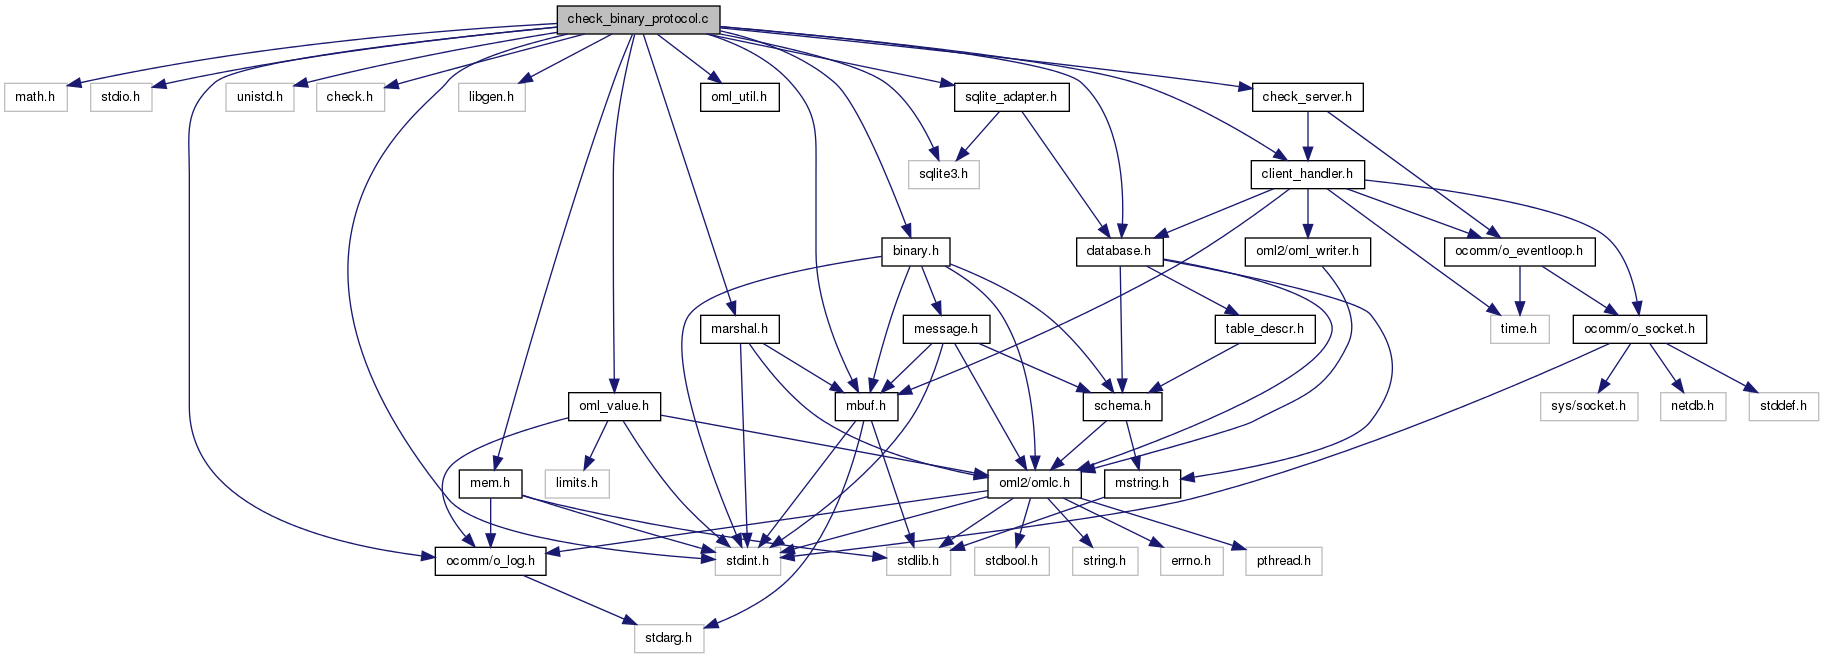 check_binary_protocol.c
math.h
stdio.h
unistd.h
check.h
libgen.h
oml_util.h
sqlite_adapter.h
check_server.h
sqlite3.h
client_handler.h
binary.h
database.h
oml2/oml_writer.h
ocomm/o_eventloop.h
marshal.h
message.h
table_descr.h
time.h
ocomm/o_socket.h
oml_value.h
mbuf.h
schema.h
sys/socket.h
netdb.h
stddef.h
mem.h
limits.h
oml2/omlc.h
mstring.h
ocomm/o_log.h
stdint.h
stdlib.h
stdbool.h
string.h
errno.h
pthread.h
stdarg.h